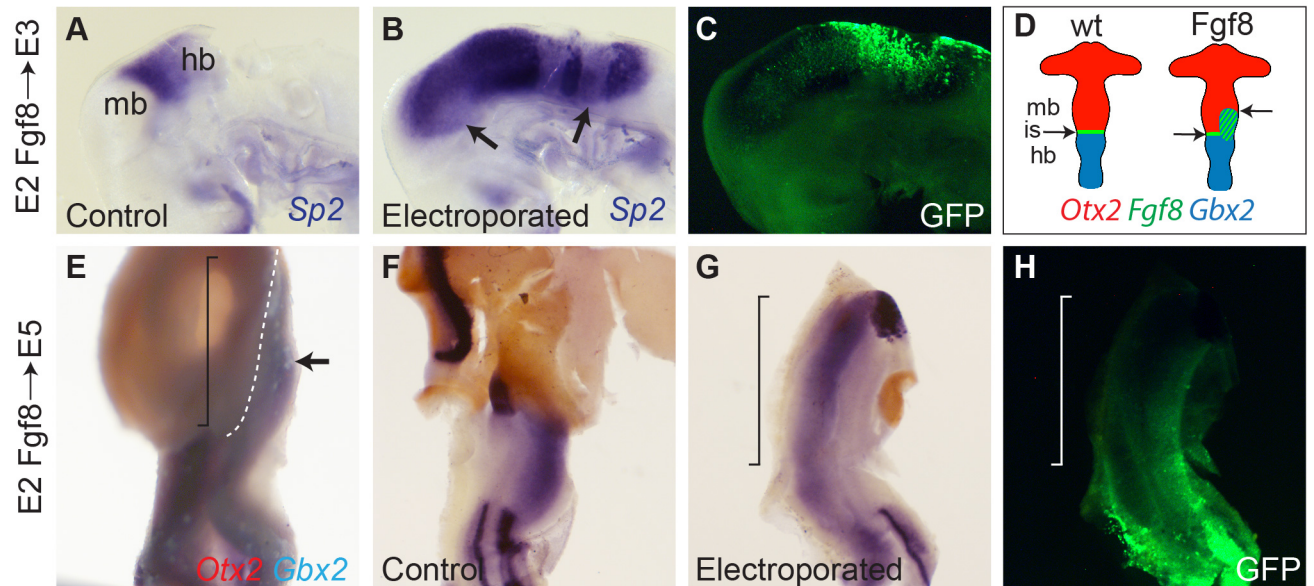 E2 Fgf8→E3
A
hb
mb
Control
Sp2
B
Electroporated
Sp2
C
GFP
D
wt
Fgf8
mb
is
hb
Otx2 Fgf8 Gbx2
E2 Fgf8→E5
E
Otx2 Gbx2
F
Control
G
Electroporated
H
GFP